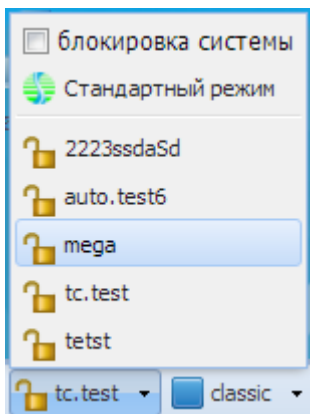 блокировка системы
Стандартный режим
2223ssdaSd
auto.test6
mega
tc.test
tetst
tc.test classic